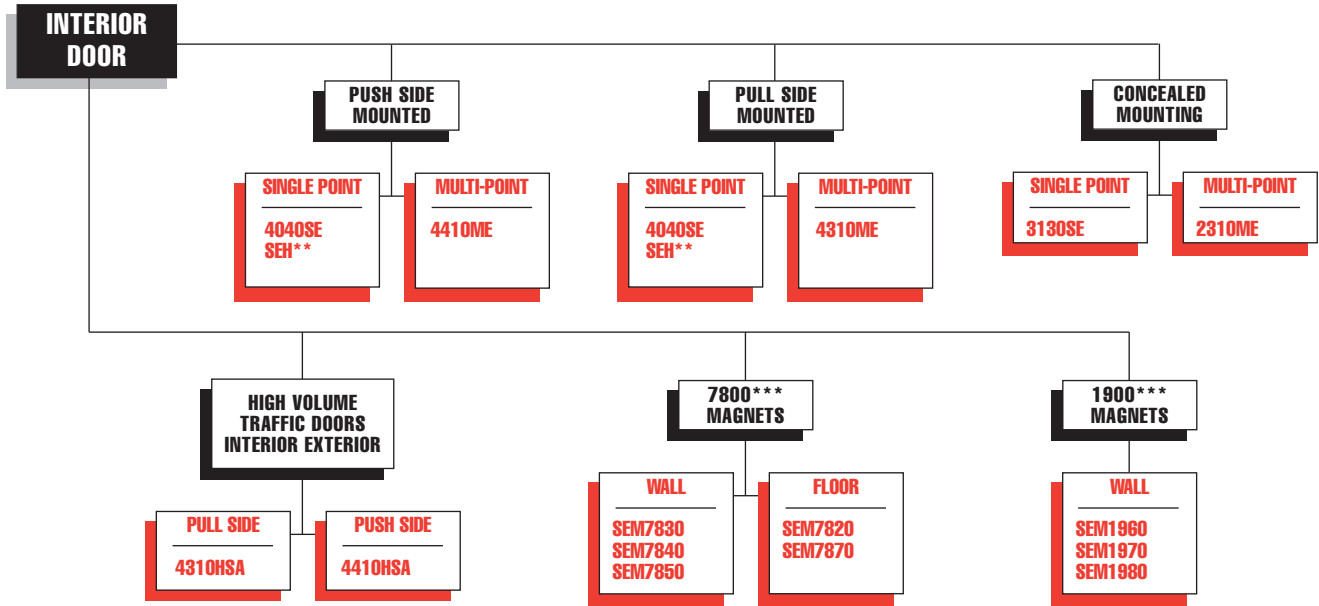 INTERIOR
DOOR
PUSH SIDE
MOUNTED
PULL SIDE
MOUNTED
CONCEALED
MOUNTING
SINGLE POINT
4040SE
SEH**
MULTI-POINT
4410ME
SINGLE POINT
4040SE
SEH**
MULTI-POINT
4310ME
SINGLE POINT
3130SE
MULTI-POINT
2310ME
HIGH VOLUME
TRAFFIC DOORS
INTERIOR EXTERIOR
7800***
MAGNETS
1900***
MAGNETS
PULL SIDE
4310HSA
PUSH SIDE
4410HSA
WALL
SEM7830
SEM7840
SEM7850
FLOOR
SEM7820
SEM7870
WALL
SEM1960
SEM1970
SEM1980